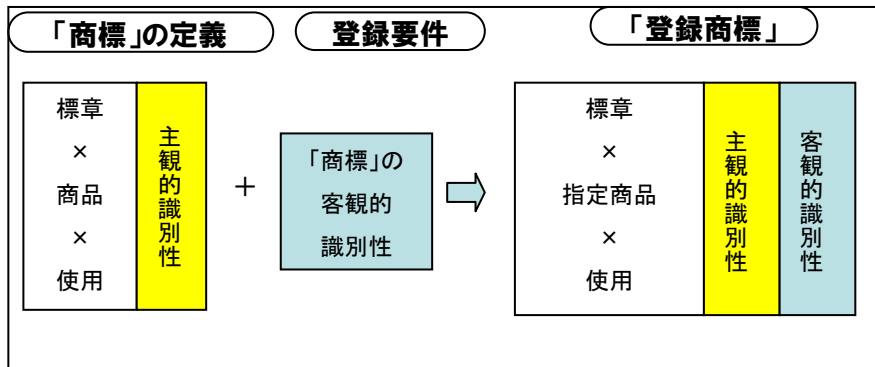 「商標」の定義
登録要件
「登録商標」
標章
×
商品
×
使用
主観的識別性
＋
「商標」の
客観的
識別性
標章
×
指定商品
×
使用
主観的識別性
客観的識別性